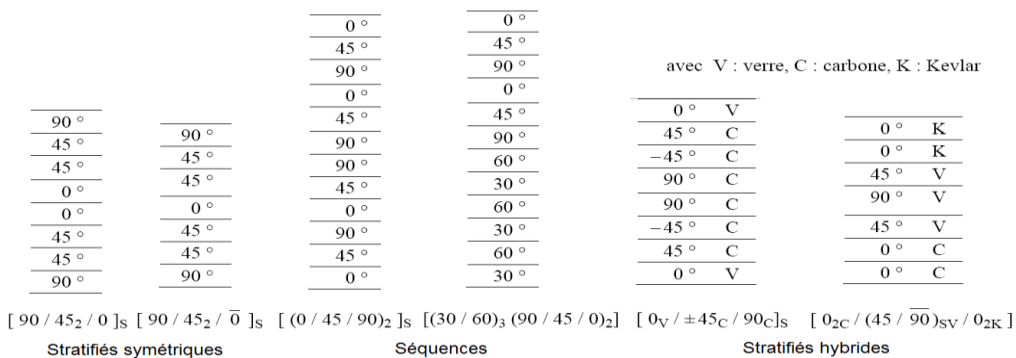 90 °
45 °
45 °
0 °
0 °
45 °
45 °
90 °
[ 90 / 45₂ / 0 ]S
90 °
45 °
45 °
0 °
45 °
45 °
90 °
[ 90 / 45₂ / 0̅ ]S
Stratifiés symétriques
0 °
45 °
90 °
0 °
45 °
90 °
90 °
45 °
0 °
90 °
45 °
0 °
[ (0 / 45 / 90)₂ ]S
0 °
45 °
90 °
0 °
45 °
90 °
60 °
30 °
60 °
30 °
60 °
30 °
[(30 / 60)₃ (90 / 45 / 0)₂]
Séquences
avec V : verre, C : carbone, K : Kevlar
0 ° V
45 ° C
−45 ° C
90 ° C
90 ° C
−45 ° C
45 ° C
0 ° V
[ 0V / ±45C / 90C]S
0 ° K
0 ° K
45 ° V
90 ° V
45 ° V
0 ° C
0 ° C
[ 02C / (45 / 9̅0̅ )SV / 02K ]
Stratifiés hybrides